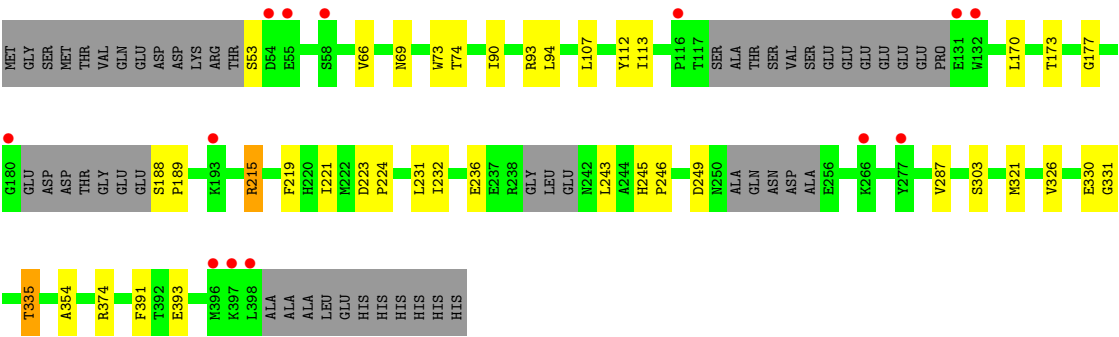 MET GLY SER MET THR VAL GLN GLU ASP ASP LYS ARG THR S53 D54 E55 S58 V66 N69 W73 T74 I90 R93 L94 L107 Y112 I113 P116 T117 SER ALA THR SER VAL SER GLU GLU GLU GLU GLU GLU PRO E131 W132 L170 T173 G177
G180 GLU ASP ASP THR GLY GLU GLU S188 P189 K193 R215 F219 H220 I221 M222 D223 P224 L231 I232 E236 E237 R238 GLY LEU GLU N242 L243 A244 H245 P246 D249 N250 ALA GLN ASN ASP ALA E256 K266 Y277 V287 S303 M321 V326 E330 G331
T335 A354 R374 F391 T392 E393 M396 K397 L398 ALA ALA ALA LEU GLU HIS HIS HIS HIS HIS HIS